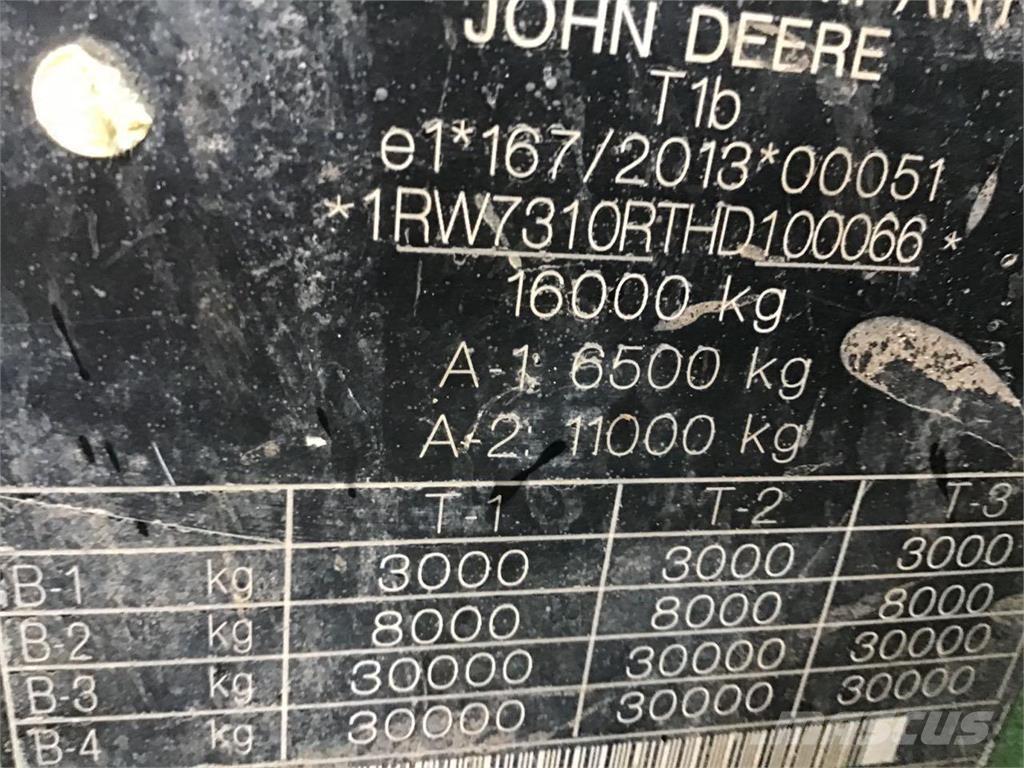 JOHN DEERE
T1b
e1*167/2013*00051
*1RW7310RTHD100066*
16000 kg
A-1: 6500 kg
A-2: 11000 kg
T-1 T-2 T-3
B-1 kg 3000 3000 3000
B-2 kg 8000 8000 8000
B-3 kg 30000 30000 30000
B-4 kg 30000 30000 30000
MASCUS